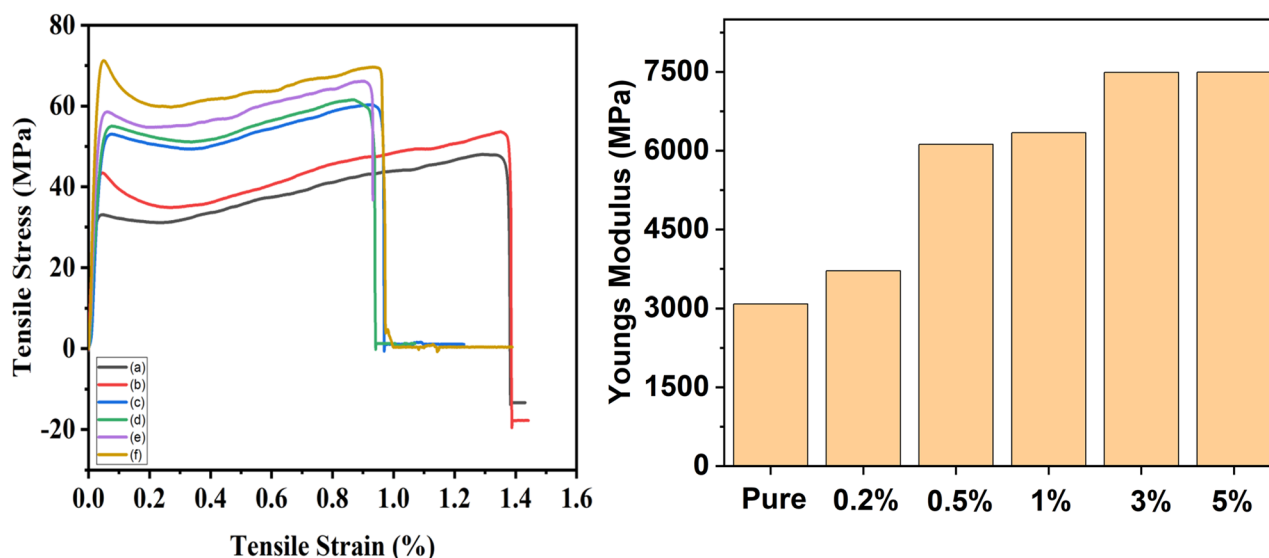 Tensile Stress (MPa)
80
60
40
20
0
-20
(a)
(b)
(c)
(d)
(e)
(f)
0.0 0.2 0.4 0.6 0.8 1.0 1.2 1.4 1.6
Tensile Strain (%)
Youngs Modulus (MPa)
7500
6000
4500
3000
1500
0
Pure 0.2% 0.5% 1% 3% 5%